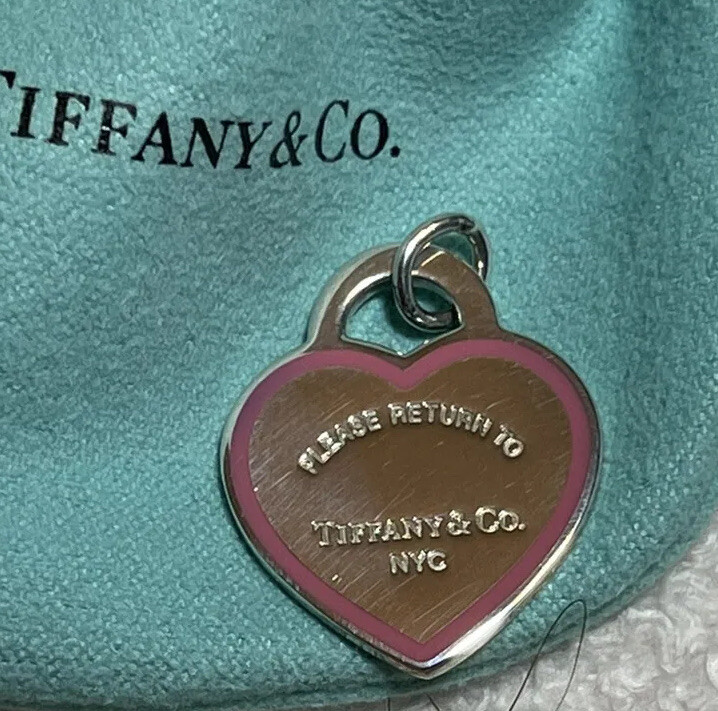 TIFFANY & CO.
PLEASE RETURN TO
TIFFANY & CO.
NYC